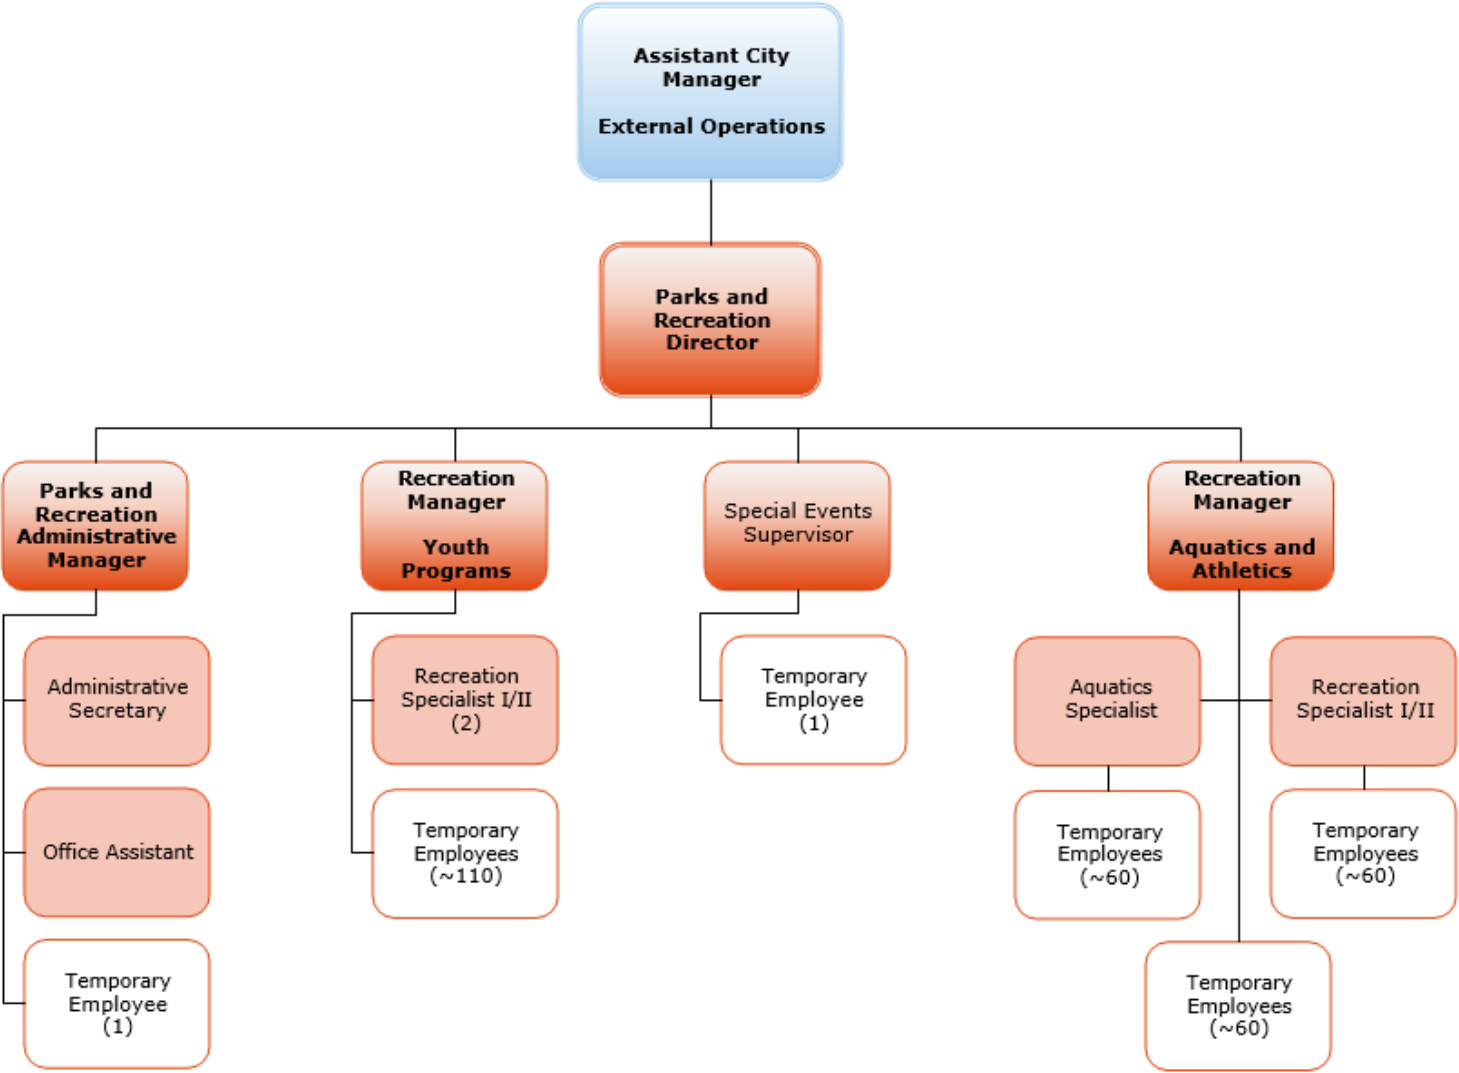 Assistant City
Manager
External Operations
Parks and
Recreation
Director
Parks and
Recreation
Administrative
Manager
Recreation
Manager
Youth
Programs
Special Events
Supervisor
Recreation
Manager
Aquatics and
Athletics
Administrative
Secretary
Office Assistant
Temporary
Employee
(1)
Recreation
Specialist I/II
(2)
Temporary
Employees
(~110)
Temporary
Employee
(1)
Aquatics
Specialist
Temporary
Employees
(~60)
Recreation
Specialist I/II
Temporary
Employees
(~60)
Temporary
Employees
(~60)